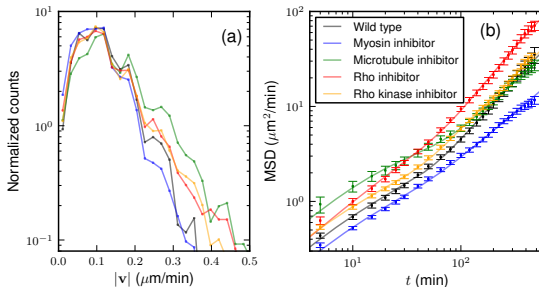 (a)
Normalized counts
10¹
10⁰
10⁻¹
0.0 0.1 0.2 0.3 0.4 0.5
|v| (μm/min)
(b)
Wild type
Myosin inhibitor
Microtubule inhibitor
Rho inhibitor
Rho kinase inhibitor
MSD (μm²/min)
10²
10¹
10⁰
10¹ 10²
t (min)